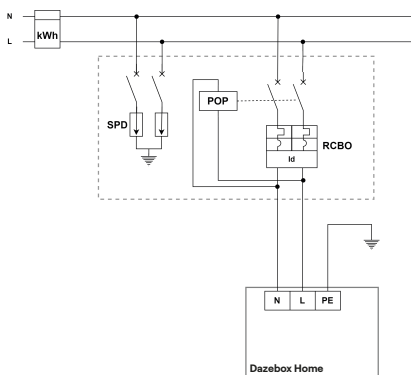 N
L
kWh
POP
SPD
RCBO
Id
N L PE
Dazebox Home